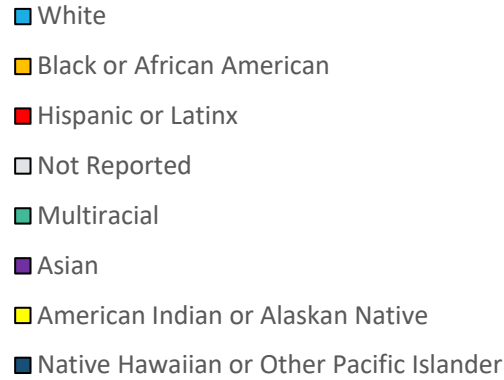 White
Black or African American
Hispanic or Latinx
Not Reported
Multiracial
Asian
American Indian or Alaskan Native
Native Hawaiian or Other Pacific Islander